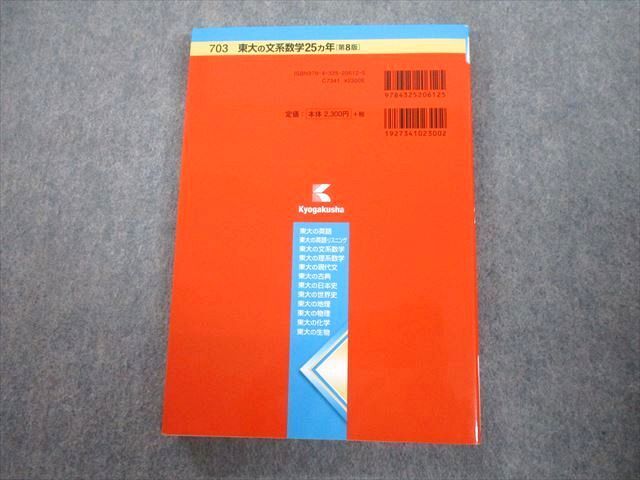 703 東大の文系数学25カ年[第8版]
ISBN978-4-325-20612-5
C7341 ¥2300E
9784325206125
定価：本体 2,300円 +税
1927341023002
Kyogakusha
東大の英語
東大の英語リスニング
東大の文系数学
東大の理系数学
東大の現代文
東大の古典
東大の日本史
東大の世界史
東大の地理
東大の物理
東大の化学
東大の生物